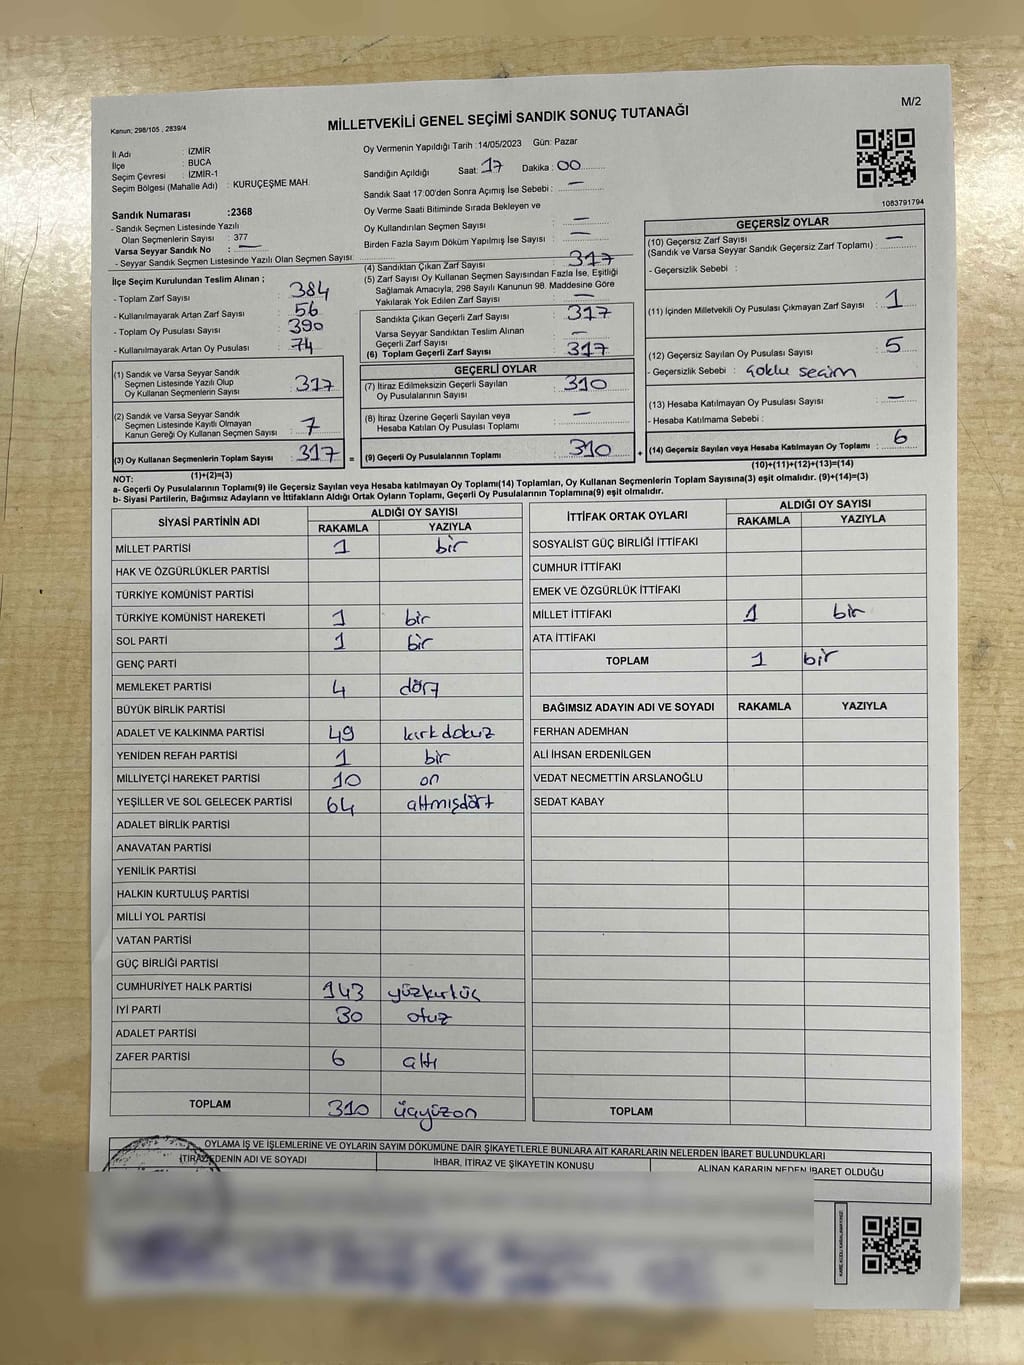 M/2
Kanun; 298/105 , 2839/4
MİLLETVEKİLİ GENEL SEÇİMİ SANDIK SONUÇ TUTANAĞI
İl Adı : İZMİR
İlçe : BUCA
Seçim Çevresi : İZMİR-1
Seçim Bölgesi (Mahalle Adı) : KURUÇEŞME MAH.
Sandık Numarası :2368
- Sandık Seçmen Listesinde Yazılı
Olan Seçmenlerin Sayısı : 377
Varsa Seyyar Sandık No : —
- Seyyar Sandık Seçmen Listesinde Yazılı Olan Seçmen Sayısı:
İlçe Seçim Kurulundan Teslim Alınan ;
- Toplam Zarf Sayısı : 384
- Kullanılmayarak Artan Zarf Sayısı : 56
- Toplam Oy Pusulası Sayısı : 390
- Kullanılmayarak Artan Oy Pusulası : 74
(1) Sandık ve Varsa Seyyar Sandık
Seçmen Listesinde Yazılı Olup
Oy Kullanan Seçmenlerin Sayısı : 317
(2) Sandık ve Varsa Seyyar Sandık
Seçmen Listesinde Kayıtlı Olmayan
Kanun Gereği Oy Kullanan Seçmen Sayısı : 7
(3) Oy Kullanan Seçmenlerin Toplam Sayısı : 317 =
(1)+(2)=(3)
Oy Vermenin Yapıldığı Tarih : 14/05/2023 Gün: Pazar
Sandığın Açıldığı Saat: 17 Dakika : 00
Sandık Saat 17:00'den Sonra Açılmış İse Sebebi : —
Oy Verme Saati Bitiminde Sırada Bekleyen ve
Oy Kullandırılan Seçmen Sayısı : —
Birden Fazla Sayım Döküm Yapılmış İse Sayısı : —
(4) Sandıktan Çıkan Zarf Sayısı : 317
(5) Zarf Sayısı Oy Kullanan Seçmen Sayısından Fazla İse, Eşitliği
Sağlamak Amacıyla, 298 Sayılı Kanunun 98. Maddesine Göre
Yakılarak Yok Edilen Zarf Sayısı : —
Sandıkta Çıkan Geçerli Zarf Sayısı : 317
Varsa Seyyar Sandıktan Teslim Alınan
Geçerli Zarf Sayısı : —
(6) Toplam Geçerli Zarf Sayısı : 317
GEÇERLİ OYLAR
(7) İtiraz Edilmeksizin Geçerli Sayılan
Oy Pusulalarının Sayısı : 310
(8) İtiraz Üzerine Geçerli Sayılan veya
Hesaba Katılan Oy Pusulası Toplamı : —
(9) Geçerli Oy Pusulalarının Toplamı : 310 +
1083791794
GEÇERSİZ OYLAR
(10) Geçersiz Zarf Sayısı
(Sandık ve Varsa Seyyar Sandık Geçersiz Zarf Toplamı) : —
- Geçersizlik Sebebi :
(11) İçinden Milletvekili Oy Pusulası Çıkmayan Zarf Sayısı : 1
(12) Geçersiz Sayılan Oy Pusulası Sayısı : 5
- Geçersizlik Sebebi : çoklu seçim
(13) Hesaba Katılmayan Oy Pusulası Sayısı : —
- Hesaba Katılmama Sebebi :
(14) Geçersiz Sayılan veya Hesaba Katılmayan Oy Toplamı : 6
(10)+(11)+(12)+(13)=(14)
NOT:
a- Geçerli Oy Pusulalarının Toplamı(9) ile Geçersiz Sayılan veya Hesaba Katılmayan Oy Toplamı(14) Toplamları, Oy Kullanan Seçmenlerin Toplam Sayısına(3) eşit olmalıdır. (9)+(14)=(3)
b- Siyasi Partilerin, Bağımsız Adayların ve İttifakların Aldığı Ortak Oyların Toplamı, Geçerli Oy Pusulalarının Toplamına(9) eşit olmalıdır.
SİYASİ PARTİNİN ADI ALDIĞI OY SAYISI
RAKAMLA YAZIYLA
MİLLET PARTİSİ 1 bir
HAK VE ÖZGÜRLÜKLER PARTİSİ
TÜRKİYE KOMÜNİST PARTİSİ
TÜRKİYE KOMÜNİST HAREKETİ 1 bir
SOL PARTİ 1 bir
GENÇ PARTİ
MEMLEKET PARTİSİ 4 dört
BÜYÜK BİRLİK PARTİSİ
ADALET VE KALKINMA PARTİSİ 49 kırkdokuz
YENİDEN REFAH PARTİSİ 1 bir
MİLLİYETÇİ HAREKET PARTİSİ 10 on
YEŞİLLER VE SOL GELECEK PARTİSİ 64 altmışdört
ADALET BİRLİK PARTİSİ
ANAVATAN PARTİSİ
YENİLİK PARTİSİ
HALKIN KURTULUŞ PARTİSİ
MİLLİ YOL PARTİSİ
VATAN PARTİSİ
GÜÇ BİRLİĞİ PARTİSİ
CUMHURİYET HALK PARTİSİ 143 yüzkırküç
İYİ PARTİ 30 otuz
ADALET PARTİSİ
ZAFER PARTİSİ 6 altı
TOPLAM 310 üçyüzon
İTTİFAK ORTAK OYLARI ALDIĞI OY SAYISI
RAKAMLA YAZIYLA
SOSYALİST GÜÇ BİRLİĞİ İTTİFAKI
CUMHUR İTTİFAKI
EMEK VE ÖZGÜRLÜK İTTİFAKI
MİLLET İTTİFAKI 1 bir
ATA İTTİFAKI
TOPLAM 1 bir
BAĞIMSIZ ADAYIN ADI VE SOYADI RAKAMLA YAZIYLA
FERHAN ADEMHAN
ALİ İHSAN ERDENİLGEN
VEDAT NECMETTİN ARSLANOĞLU
SEDAT KABAY
TOPLAM
OYLAMA İŞ VE İŞLEMLERİNE VE OYLARIN SAYIM DÖKÜMÜNE DAİR ŞİKAYETLERLE BUNLARA AİT KARARLARIN NELERDEN İBARET BULUNDUKLARI
İTİRAZ EDENİN ADI VE SOYADI İHBAR, İTİRAZ VE ŞİKAYETİN KONUSU ALINAN KARARIN NEDEN İBARET OLDUĞU